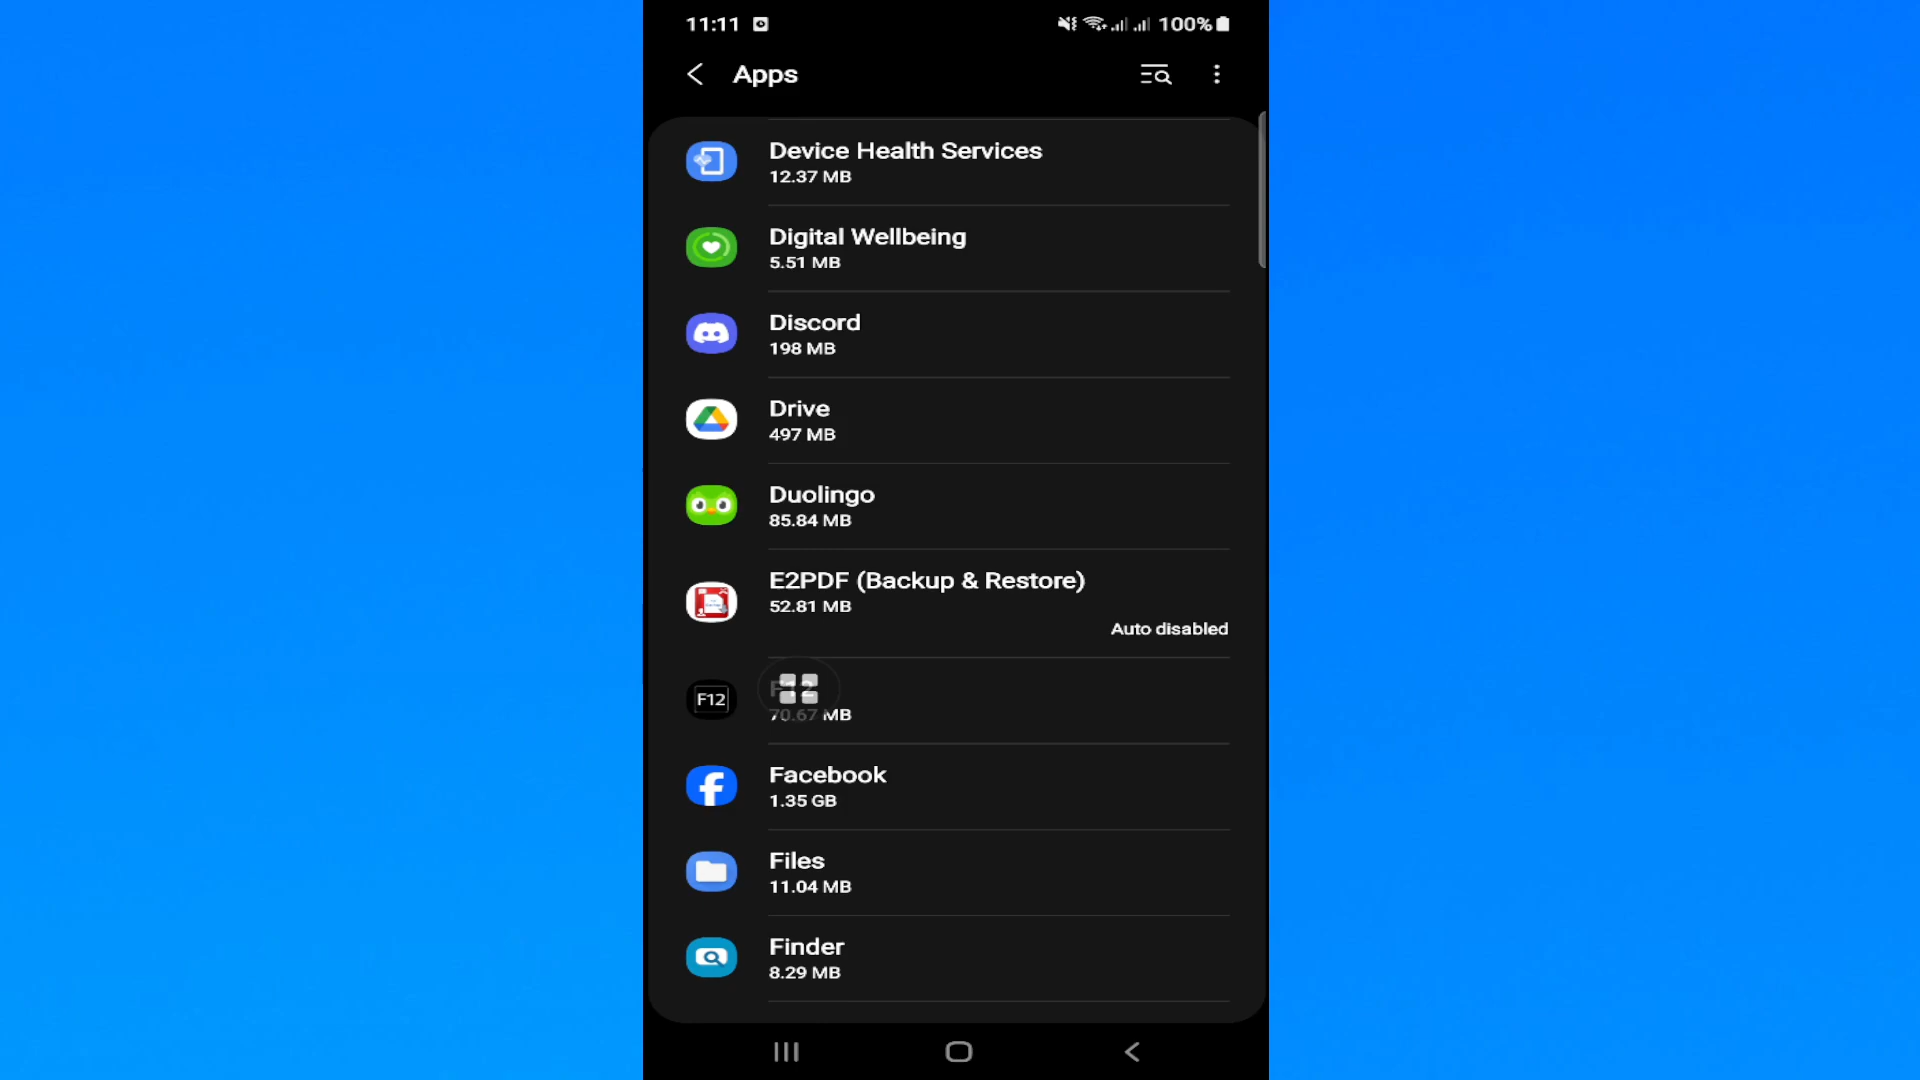 11:11 100%
Apps
Device Health Services
12.37 MB
Digital Wellbeing
5.51 MB
Discord
198 MB
Drive
497 MB
Duolingo
85.84 MB
E2PDF (Backup & Restore)
52.81 MB
Auto disabled
F12
F12
70.67 MB
Facebook
1.35 GB
Files
11.04 MB
Finder
8.29 MB